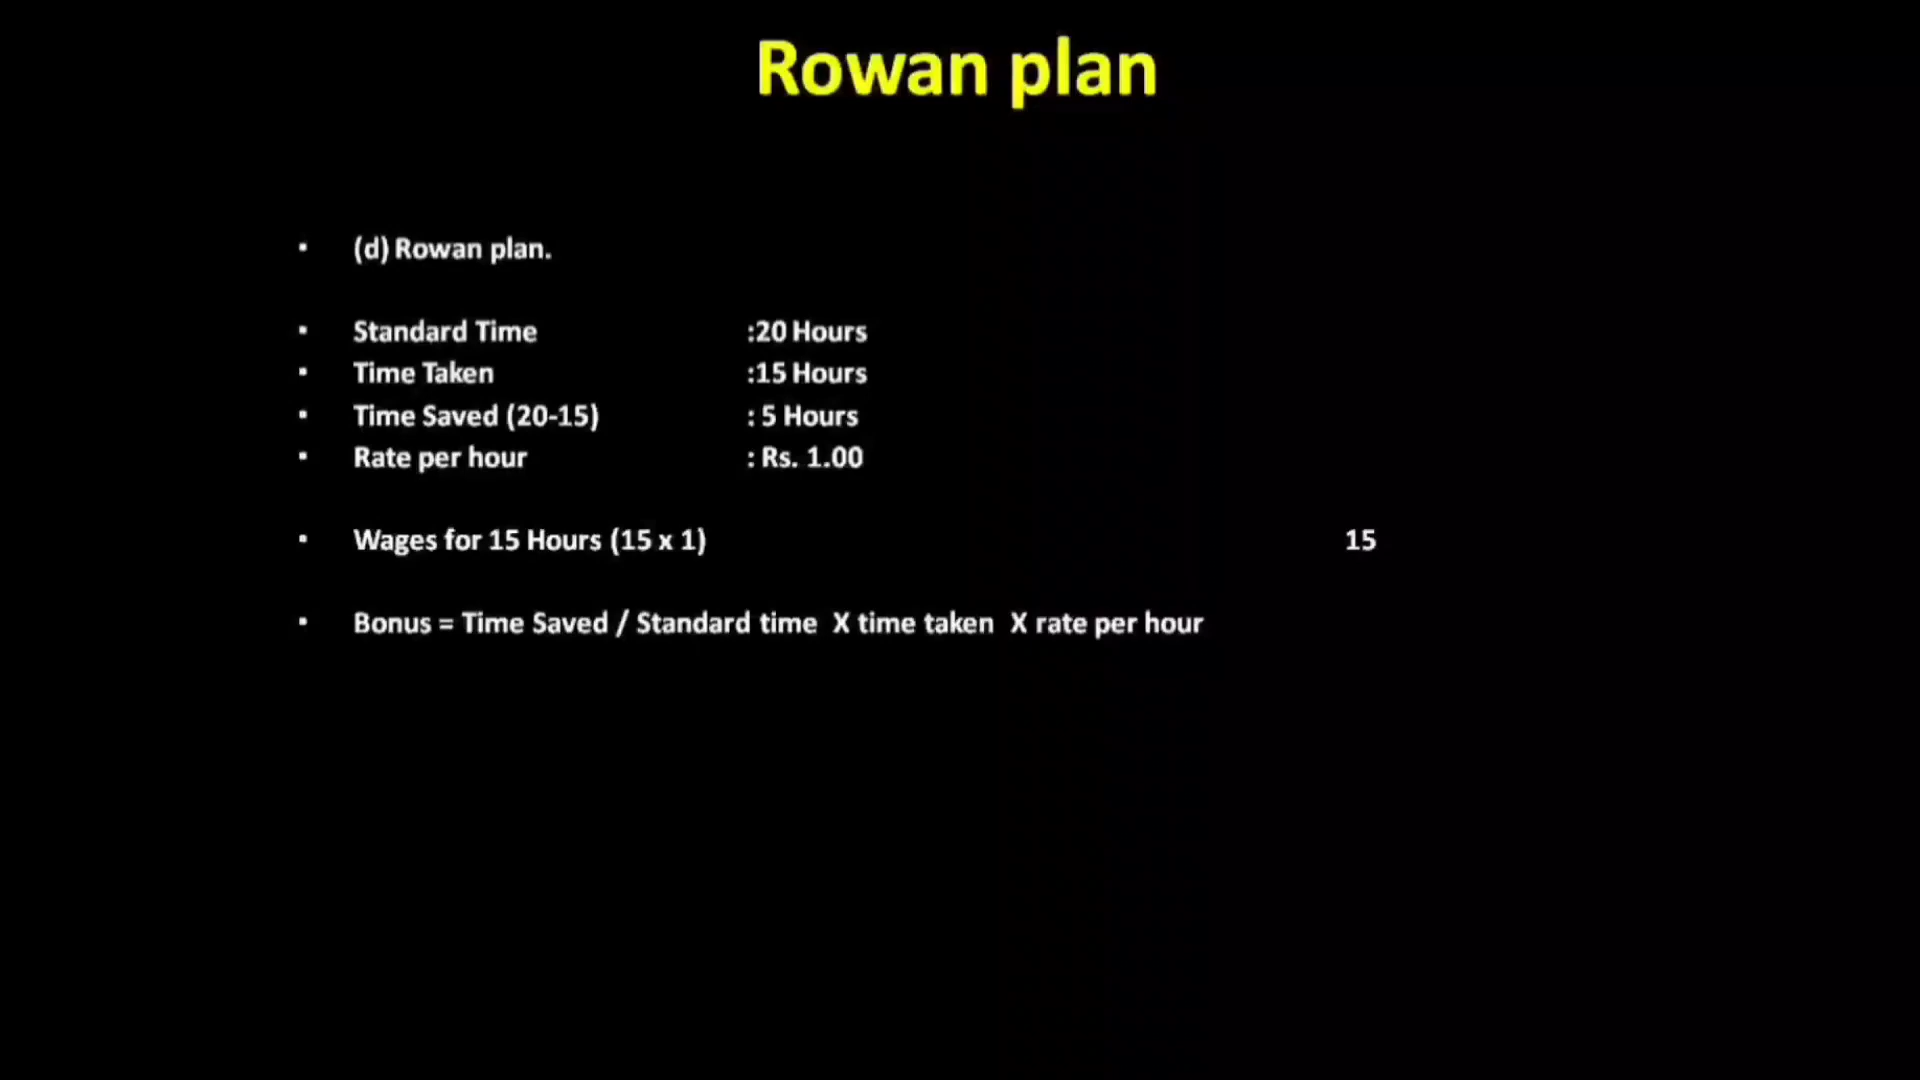 Rowan plan
• (d) Rowan plan.
• Standard Time :20 Hours
• Time Taken :15 Hours
• Time Saved (20-15) : 5 Hours
• Rate per hour : Rs. 1.00
• Wages for 15 Hours (15 x 1) 15
• Bonus = Time Saved / Standard time X time taken X rate per hour